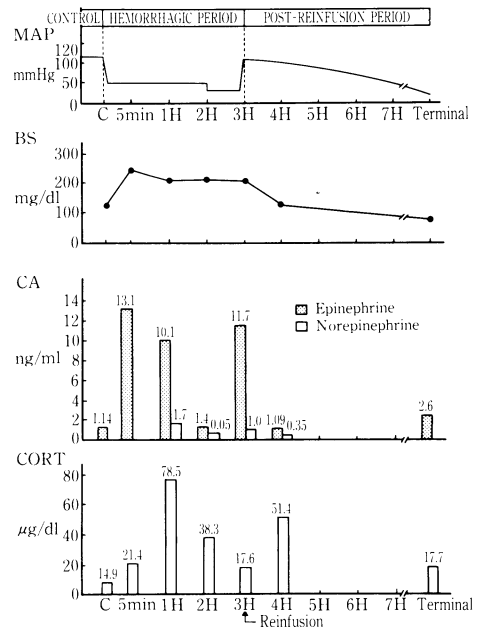 CONTROL HEMORRHAGIC PERIOD POST-REINFUSION PERIOD
MAP
mmHg
120
100
50
0
C 5min 1H 2H 3H 4H 5H 6H 7H Terminal
BS
mg/dl
300
200
100
0
CA
ng/ml
14
12
10
8
6
4
2
0
Epinephrine
Norepinephrine
1.14
13.1
10.1
1.7
1.4
0.05
11.7
1.0
1.09
0.35
2.6
CORT
μg/dl
80
60
40
20
0
14.9
21.4
78.5
38.3
17.6
51.4
17.7
C 5min 1H 2H 3H 4H 5H 6H 7H Terminal
Reinfusion